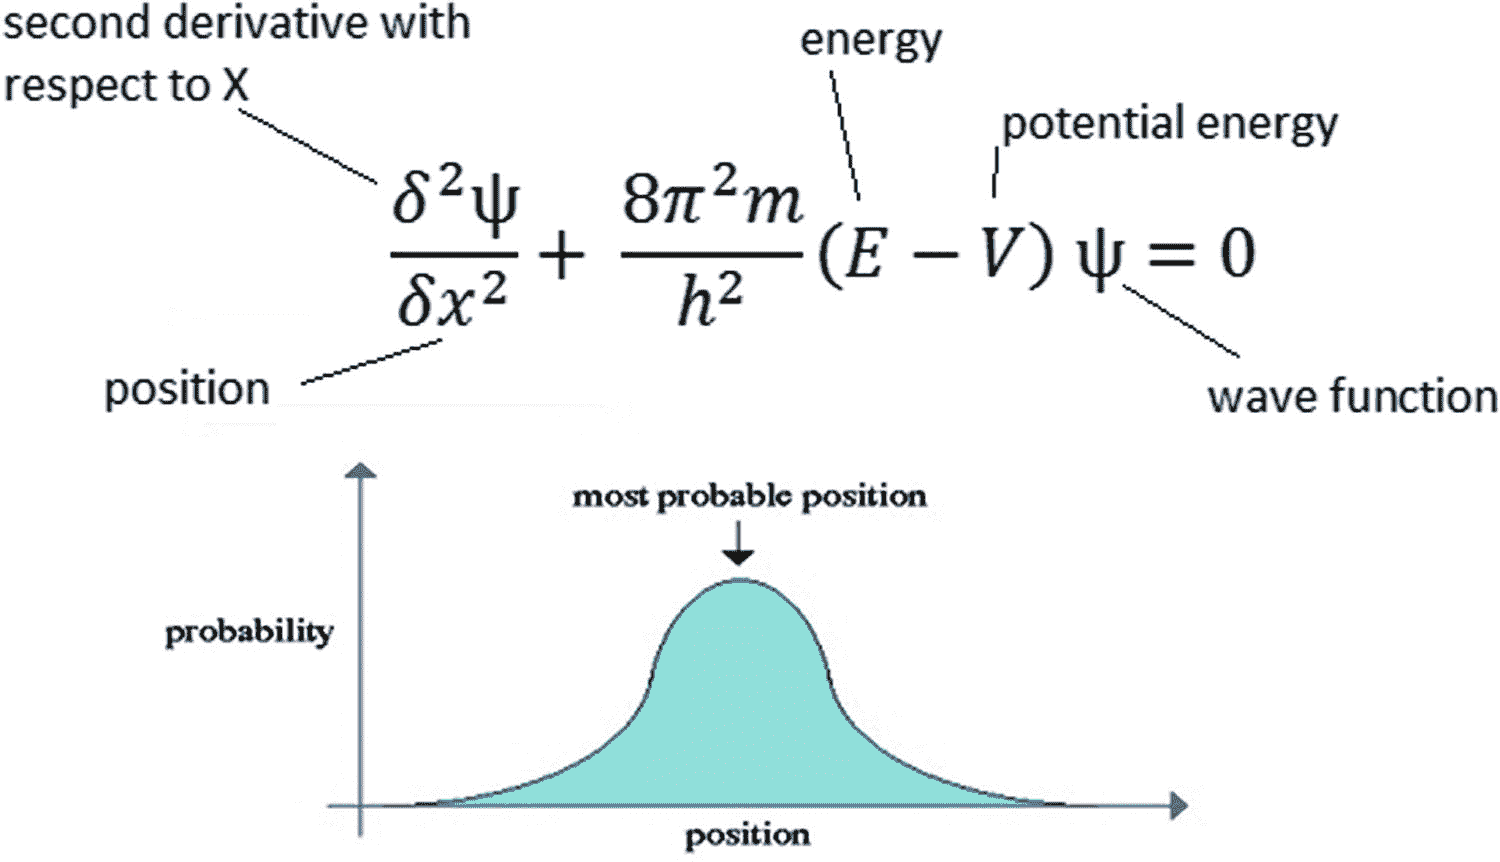 second derivative with
respect to X
energy
potential energy
δ²ψ/δx² + 8π²m/h² (E − V) ψ = 0
position
wave function
most probable position
probability
position